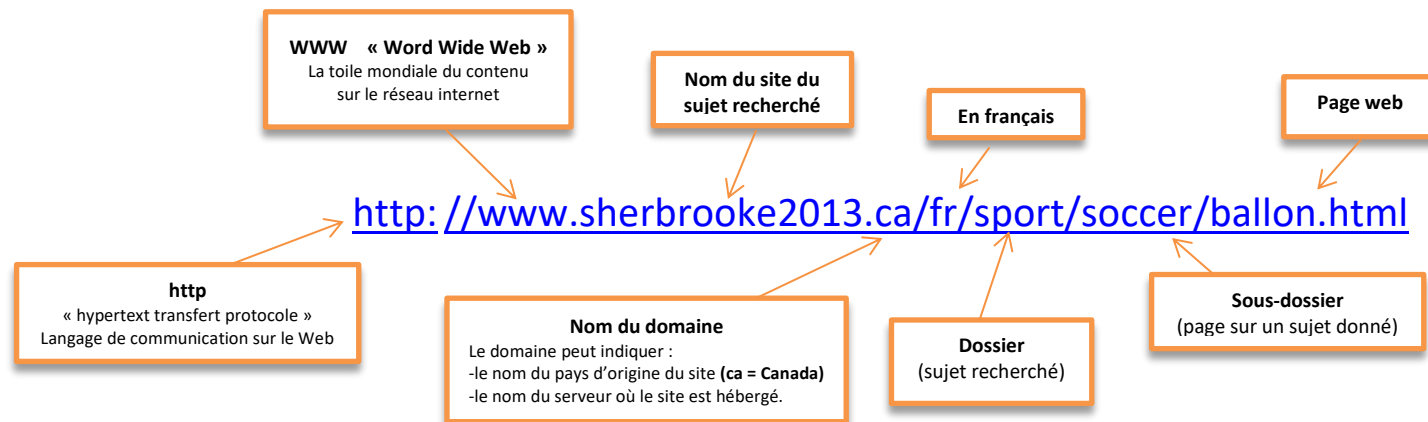 WWW « Word Wide Web »
La toile mondiale du contenu
sur le réseau internet
Nom du site du
sujet recherché
En français
Page web
http: //www.sherbrooke2013.ca/fr/sport/soccer/ballon.html
http
« hypertext transfert protocole »
Langage de communication sur le Web
Nom du domaine
Le domaine peut indiquer :
-le nom du pays d’origine du site (ca = Canada)
-le nom du serveur où le site est hébergé.
Dossier
(sujet recherché)
Sous-dossier
(page sur un sujet donné)